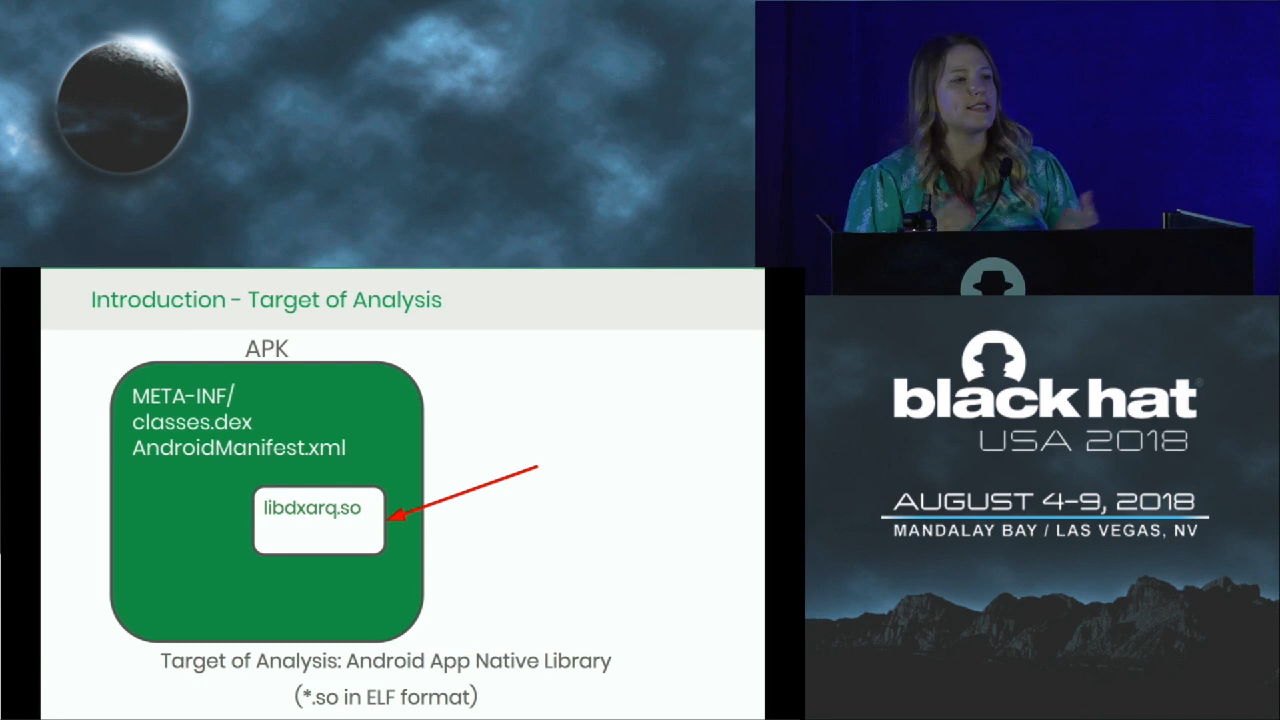 Introduction - Target of Analysis
APK
META-INF/
classes.dex
AndroidManifest.xml
libdxarq.so
Target of Analysis: Android App Native Library
(*.so in ELF format)
black hat
USA 2018
AUGUST 4-9, 2018
MANDALAY BAY / LAS VEGAS, NV